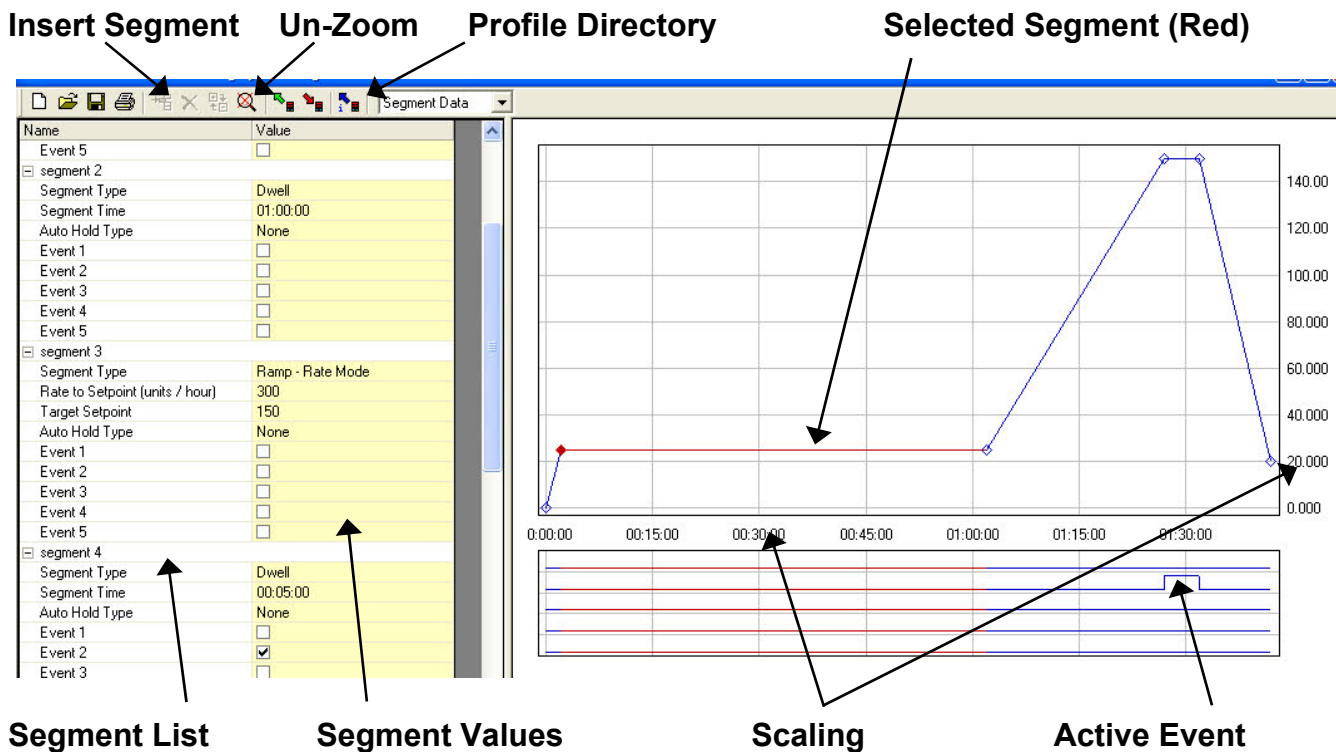 Insert Segment Un-Zoom Profile Directory Selected Segment (Red)
Segment Data
Name Value
Event 5
segment 2
Segment Type Dwell
Segment Time 01:00:00
Auto Hold Type None
Event 1
Event 2
Event 3
Event 4
Event 5
segment 3
Segment Type Ramp - Rate Mode
Rate to Setpoint (units / hour) 300
Target Setpoint 150
Auto Hold Type None
Event 1
Event 2
Event 3
Event 4
Event 5
segment 4
Segment Type Dwell
Segment Time 00:05:00
Auto Hold Type None
Event 1
Event 2
Event 3
140.00
120.00
100.00
80.000
60.000
40.000
20.000
0.000
0:00:00 00:15:00 00:30:00 00:45:00 01:00:00 01:15:00 01:30:00
Segment List Segment Values Scaling Active Event